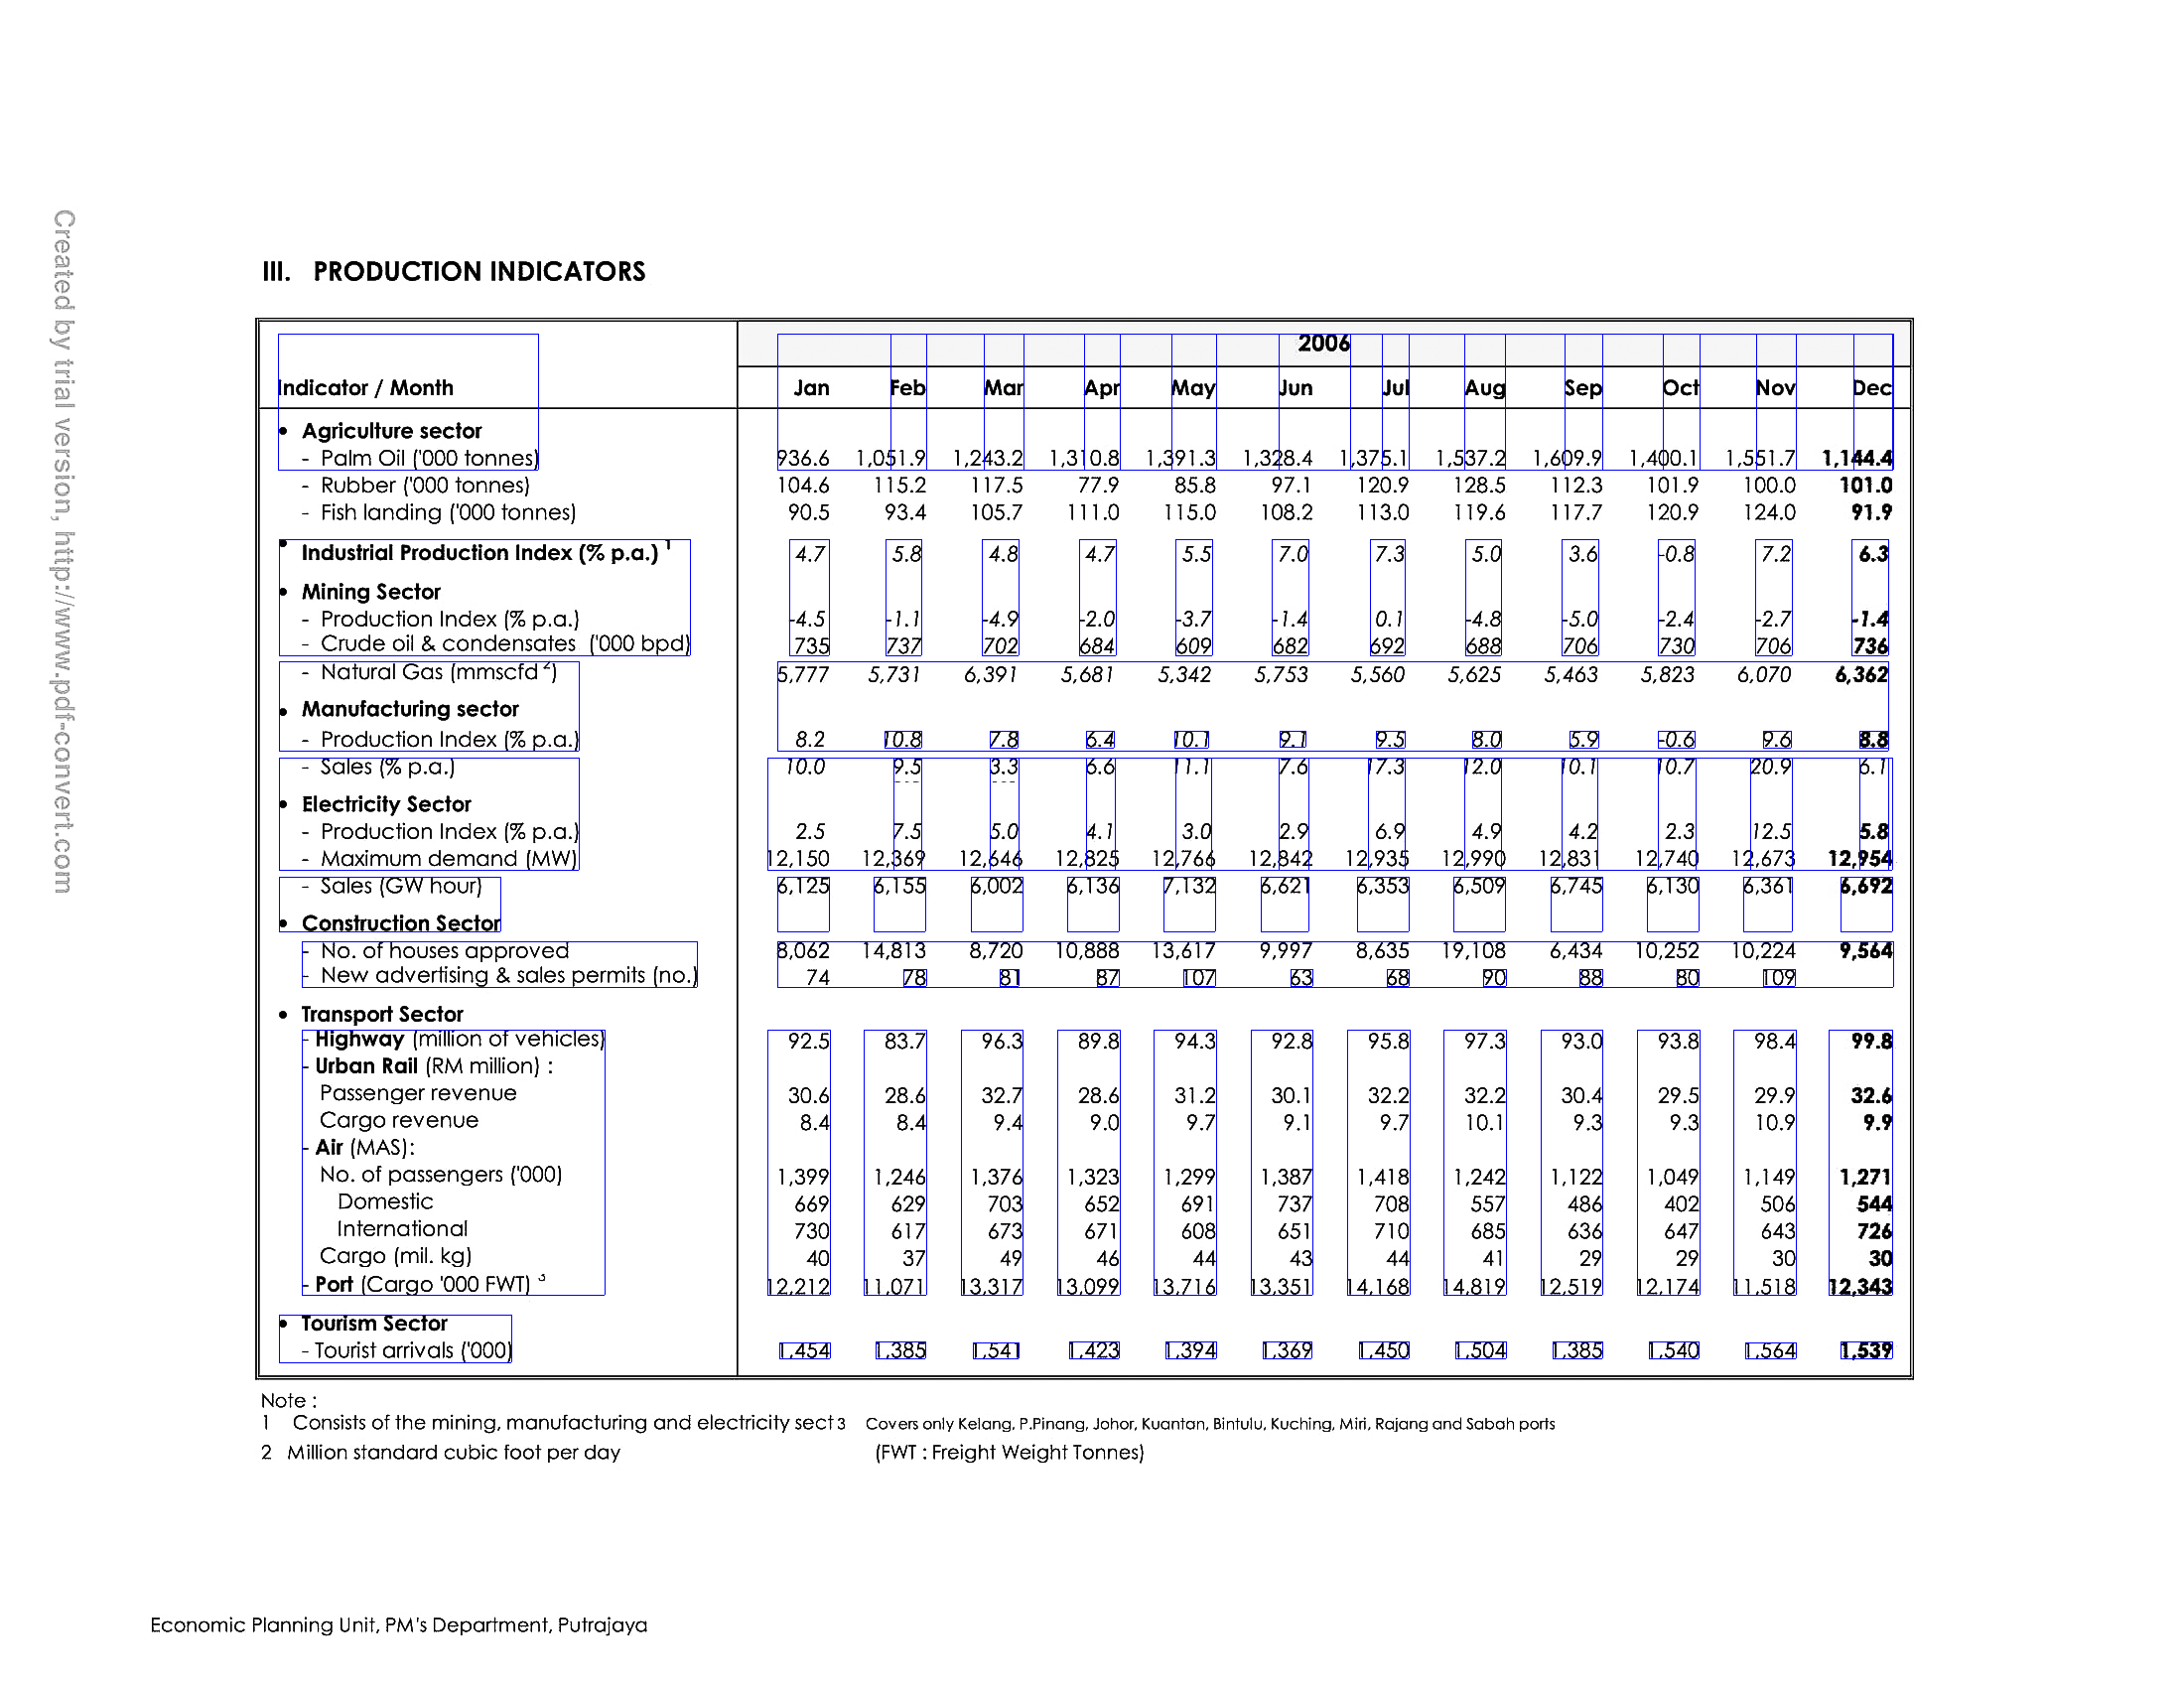 Created by trial version, http://www.pdf-convert.com
III. PRODUCTION INDICATORS
2006
Indicator / Month Jan Feb Mar Apr May Jun Jul Aug Sep Oct Nov Dec
• Agriculture sector
- Palm Oil ('000 tonnes) 936.6 1,051.9 1,243.2 1,310.8 1,391.3 1,328.4 1,375.1 1,537.2 1,609.9 1,400.1 1,551.7 1,144.4
- Rubber ('000 tonnes) 104.6 115.2 117.5 77.9 85.8 97.1 120.9 128.5 112.3 101.9 100.0 101.0
- Fish landing ('000 tonnes) 90.5 93.4 105.7 111.0 115.0 108.2 113.0 119.6 117.7 120.9 124.0 91.9
• Industrial Production Index (% p.a.) 1 4.7 5.8 4.8 4.7 5.5 7.0 7.3 5.0 3.6 -0.8 7.2 6.3
• Mining Sector
- Production Index (% p.a.) -4.5 -1.1 -4.9 -2.0 -3.7 -1.4 0.1 -4.8 -5.0 -2.4 -2.7 -1.4
- Crude oil & condensates ('000 bpd) 735 737 702 684 609 682 692 688 706 730 706 736
- Natural Gas (mmscfd 2) 5,777 5,731 6,391 5,681 5,342 5,753 5,560 5,625 5,463 5,823 6,070 6,362
• Manufacturing sector
- Production Index (% p.a.) 8.2 10.8 7.8 6.4 10.1 9.1 9.5 8.0 5.9 -0.6 9.6 8.8
- Sales (% p.a.) 10.0 9.5 3.3 6.6 11.1 7.6 17.3 12.0 10.1 10.7 20.9 6.1
• Electricity Sector
- Production Index (% p.a.) 2.5 7.5 5.0 4.1 3.0 2.9 6.9 4.9 4.2 2.3 12.5 5.8
- Maximum demand (MW) 12,150 12,369 12,646 12,825 12,766 12,842 12,935 12,990 12,831 12,740 12,673 12,954
- Sales (GW hour) 6,125 6,155 6,002 6,136 7,132 6,621 6,353 6,509 6,745 6,130 6,361 6,692
• Construction Sector
- No. of houses approved 8,062 14,813 8,720 10,888 13,617 9,997 8,635 19,108 6,434 10,252 10,224 9,564
- New advertising & sales permits (no.) 74 78 81 87 107 63 68 90 88 80 109
• Transport Sector
- Highway (million of vehicles) 92.5 83.7 96.3 89.8 94.3 92.8 95.8 97.3 93.0 93.8 98.4 99.8
- Urban Rail (RM million) :
Passenger revenue 30.6 28.6 32.7 28.6 31.2 30.1 32.2 32.2 30.4 29.5 29.9 32.6
Cargo revenue 8.4 8.4 9.4 9.0 9.7 9.1 9.7 10.1 9.3 9.3 10.9 9.9
- Air (MAS):
No. of passengers ('000) 1,399 1,246 1,376 1,323 1,299 1,387 1,418 1,242 1,122 1,049 1,149 1,271
Domestic 669 629 703 652 691 737 708 557 486 402 506 544
International 730 617 673 671 608 651 710 685 636 647 643 726
Cargo (mil. kg) 40 37 49 46 44 43 44 41 29 29 30 30
- Port (Cargo '000 FWT) 3 12,212 11,071 13,317 13,099 13,716 13,351 14,168 14,819 12,519 12,174 11,518 12,343
• Tourism Sector
- Tourist arrivals ('000) 1,454 1,385 1,541 1,423 1,394 1,369 1,450 1,504 1,385 1,540 1,564 1,539
Note :
1 Consists of the mining, manufacturing and electricity sect 3 Covers only Kelang, P.Pinang, Johor, Kuantan, Bintulu, Kuching, Miri, Rajang and Sabah ports
2 Million standard cubic foot per day (FWT : Freight Weight Tonnes)
Economic Planning Unit, PM's Department, Putrajaya